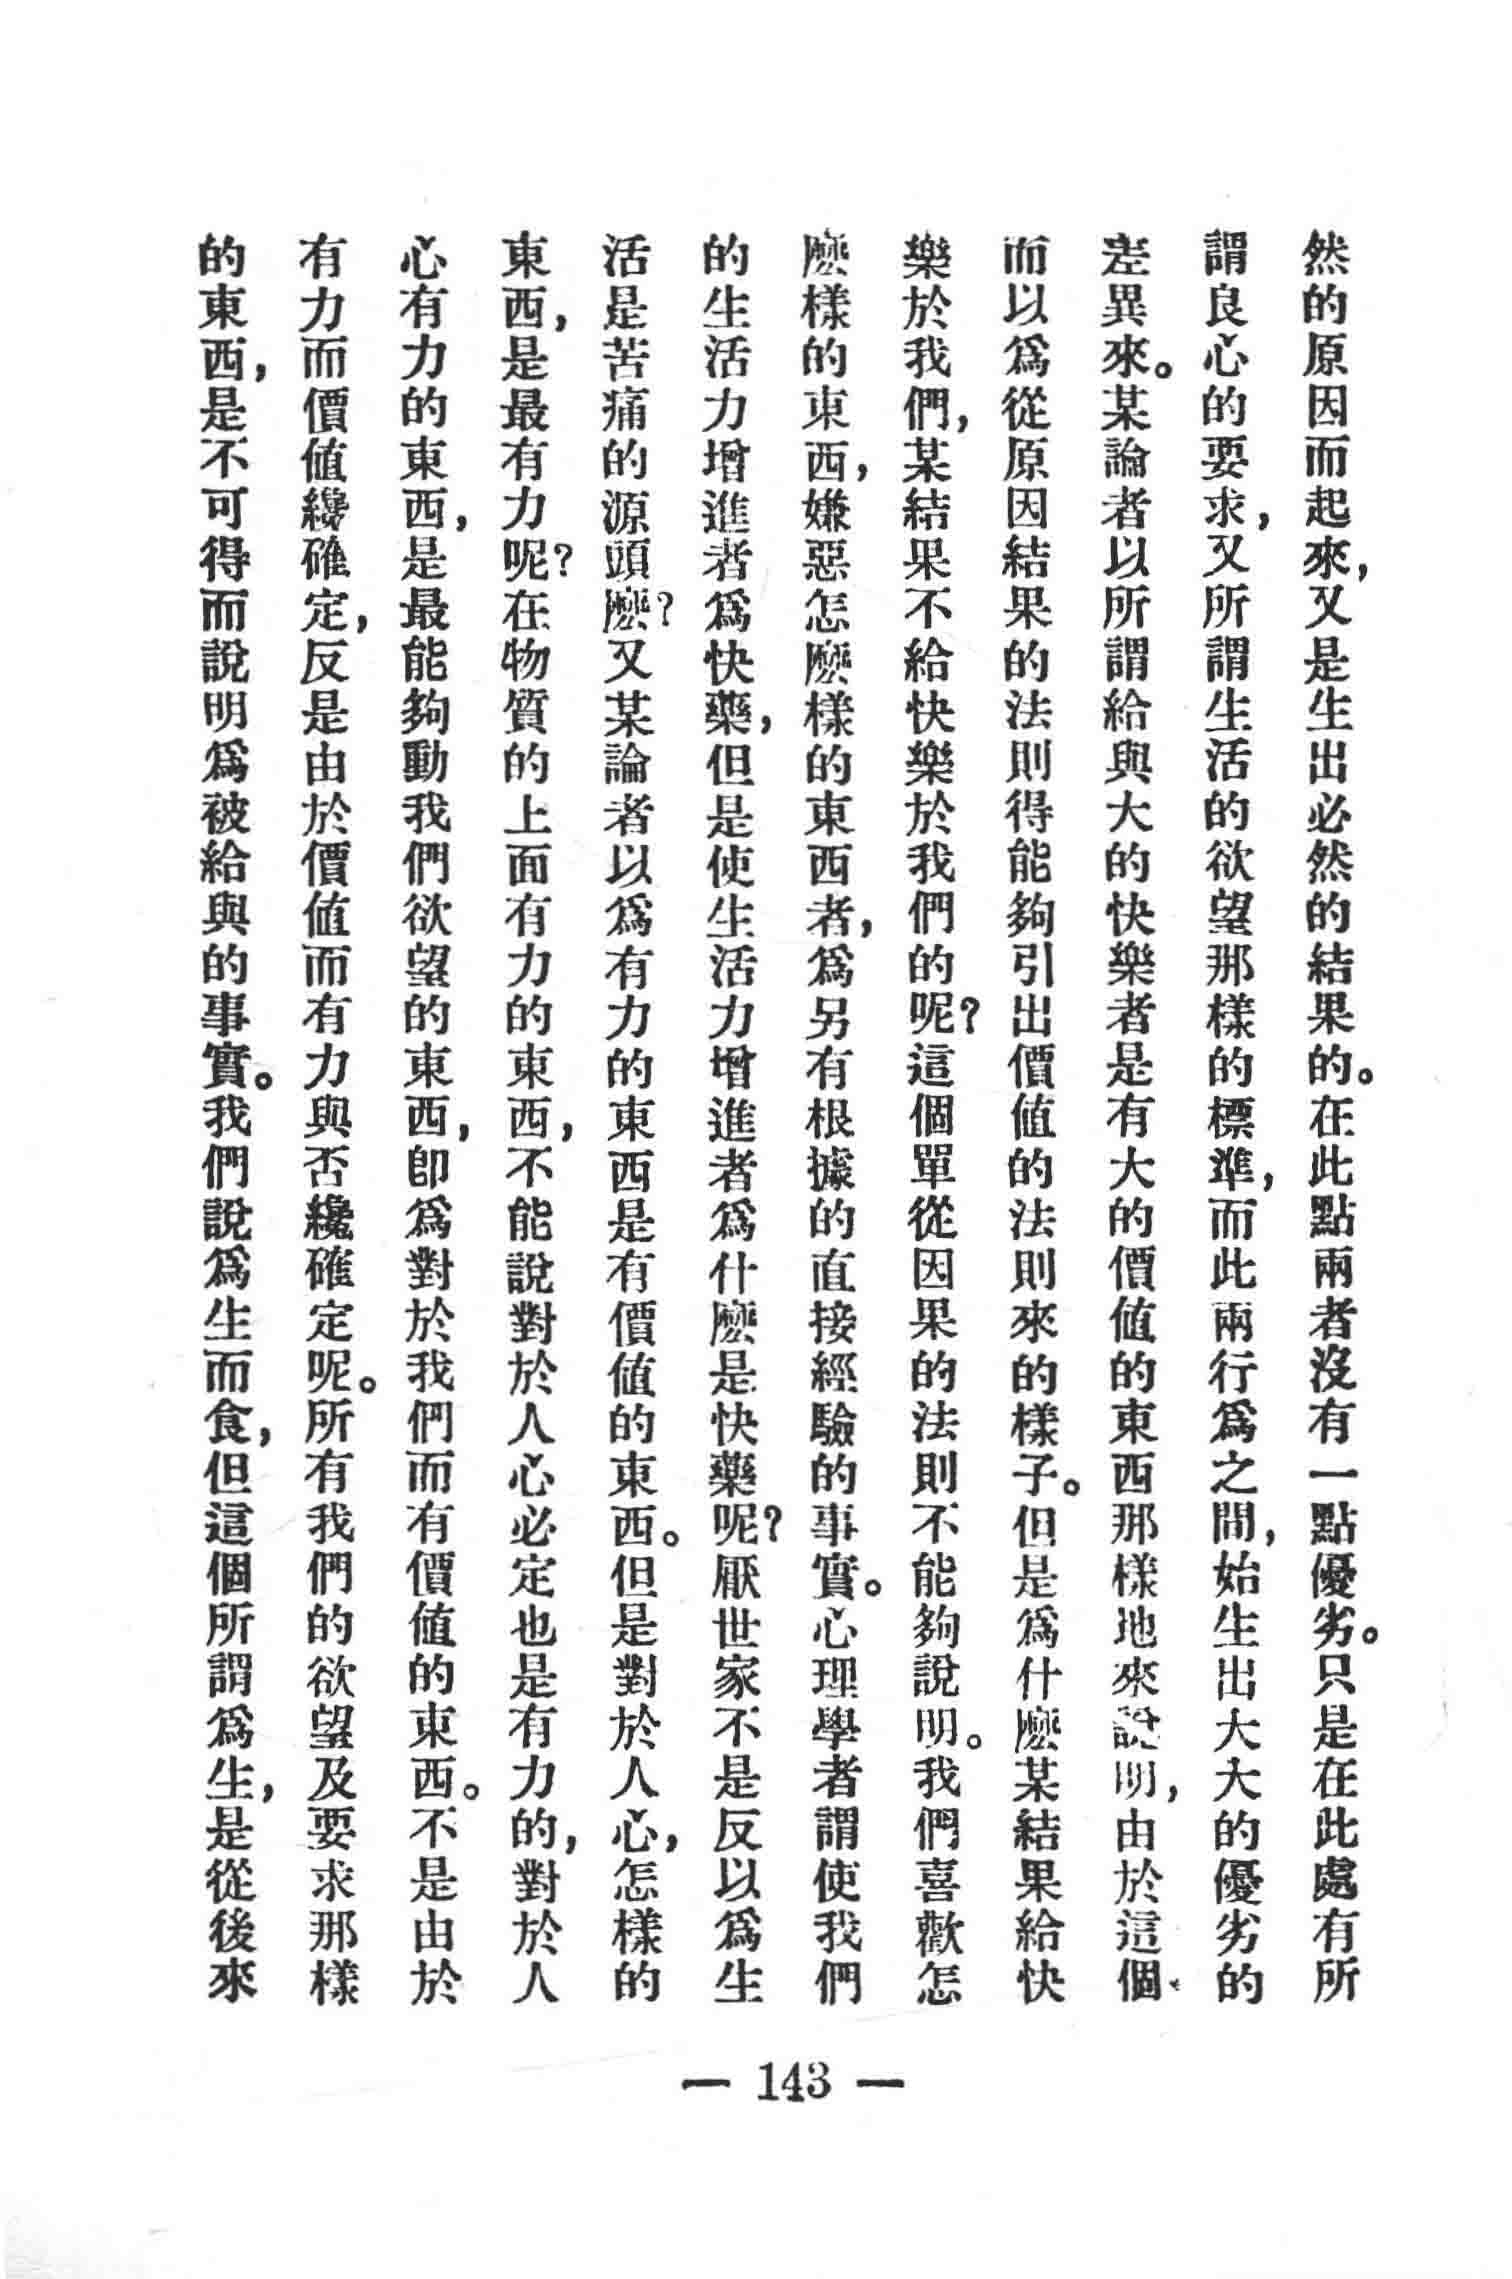 然的原因而起來，又是生出必然的結果的。在此點兩者沒有一點優劣。只是在此處有所
謂良心的要求，又所謂生活的欲望那樣的標準，而此兩行爲之間，始生出大大的優劣的
差異來。某論者以所謂給與大的快樂者是有大的價值的東西那樣地來說明，由於這個
而以爲從原因結果的法則得能夠引出價值的法則來的樣子。但是爲什麼某結果給快
樂於我們，某結果不給快樂於我們的呢？這個單從因果的法則不能夠說明。我們喜歡怎
麼樣的東西，嫌惡怎麼樣的東西者，爲另有根據的直接經驗的事實。心理學者謂使我們
的生活力增進者爲快藥，但是使生活力增進者爲什麼是快藥呢？厭世家不是反以爲生
活是苦痛的源頭麼？又某論者以爲有力的東西是有價值的東西。但是對於人心，怎樣的
東西，是最有力呢？在物質的上面有力的東西，不能說對於人心必定也是有力的，對於人
心有力的東西，是最能夠動我們欲望的東西，卽爲對於我們而有價值的東西。不是由於
有力而價值纔確定，反是由於價值而有力與否纔確定呢。所有我們的欲望及要求那樣
的東西，是不可得而說明爲被給與的事實。我們說爲生而食，但這個所謂爲生，是從後來
— 143 —